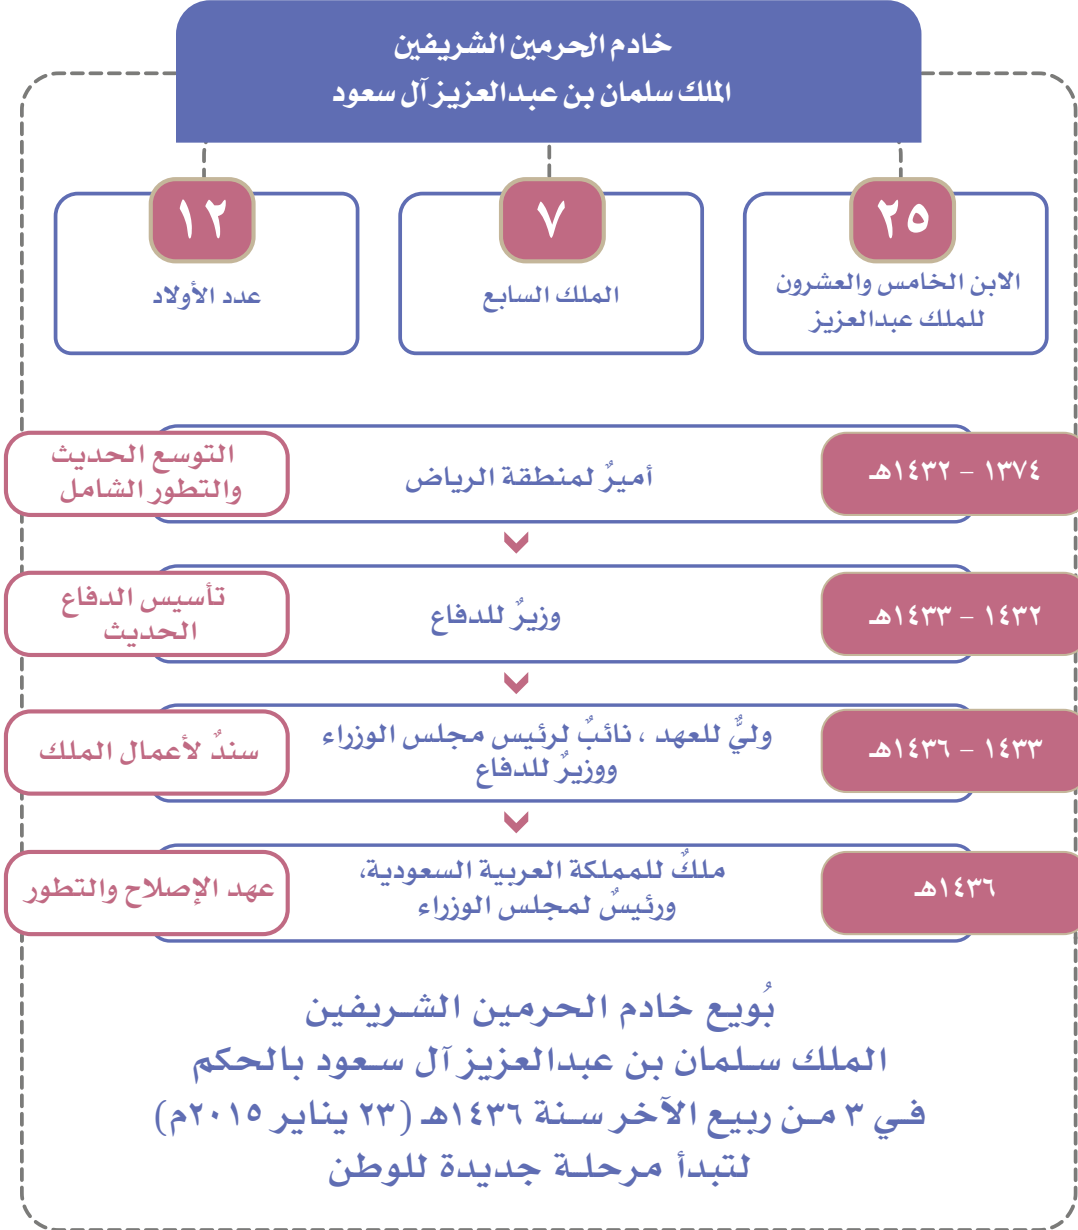 خادم الحرمين الشريفين
الملك سلمان بن عبدالعزيز آل سعود
٢٥
الابن الخامس والعشرون
للملك عبدالعزيز
٧
الملك السابع
١٢
عدد الأولاد
١٣٧٤ – ١٤٣٢هـ
أميرٌ لمنطقة الرياض
التوسع الحديث
والتطور الشامل
١٤٣٢ – ١٤٣٣هـ
وزيرٌ للدفاع
تأسيس الدفاع
الحديث
١٤٣٣ – ١٤٣٦هـ
وليٌّ للعهد ، نائبٌ لرئيس مجلس الوزراء
ووزيرٌ للدفاع
سندٌ لأعمال الملك
١٤٣٦هـ
ملكٌ للمملكة العربية السعودية،
ورئيسٌ لمجلس الوزراء
عهد الإصلاح والتطور
بُويع خادم الحرمين الشريفين
الملك سلمان بن عبدالعزيز آل سعود بالحكم
في ٣ من ربيع الآخر سنة ١٤٣٦هـ (٢٣ يناير ٢٠١٥م)
لتبدأ مرحلة جديدة للوطن